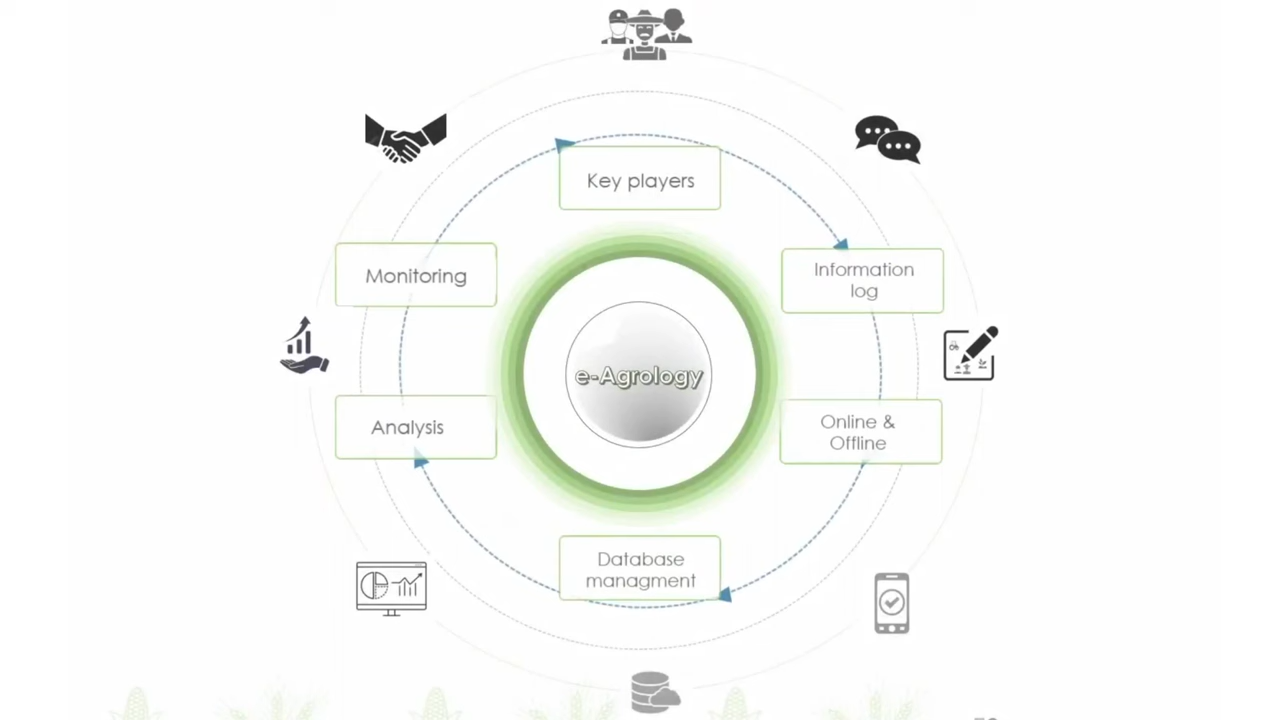 Key players
Monitoring
Information
log
e-Agrology
Analysis
Online &
Offline
Database
managment